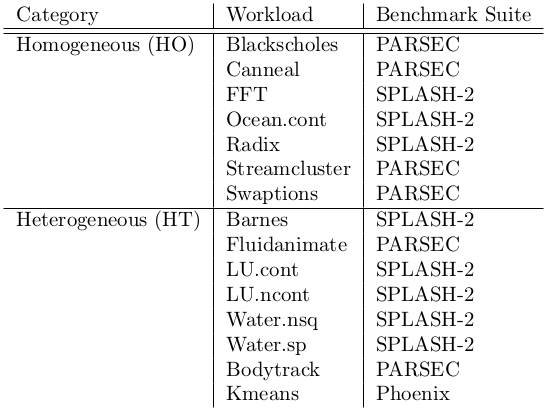 Category Workload Benchmark Suite
Homogeneous (HO) Blackscholes PARSEC
Canneal PARSEC
FFT SPLASH-2
Ocean.cont SPLASH-2
Radix SPLASH-2
Streamcluster PARSEC
Swaptions PARSEC
Heterogeneous (HT) Barnes SPLASH-2
Fluidanimate PARSEC
LU.cont SPLASH-2
LU.ncont SPLASH-2
Water.nsq SPLASH-2
Water.sp SPLASH-2
Bodytrack PARSEC
Kmeans Phoenix